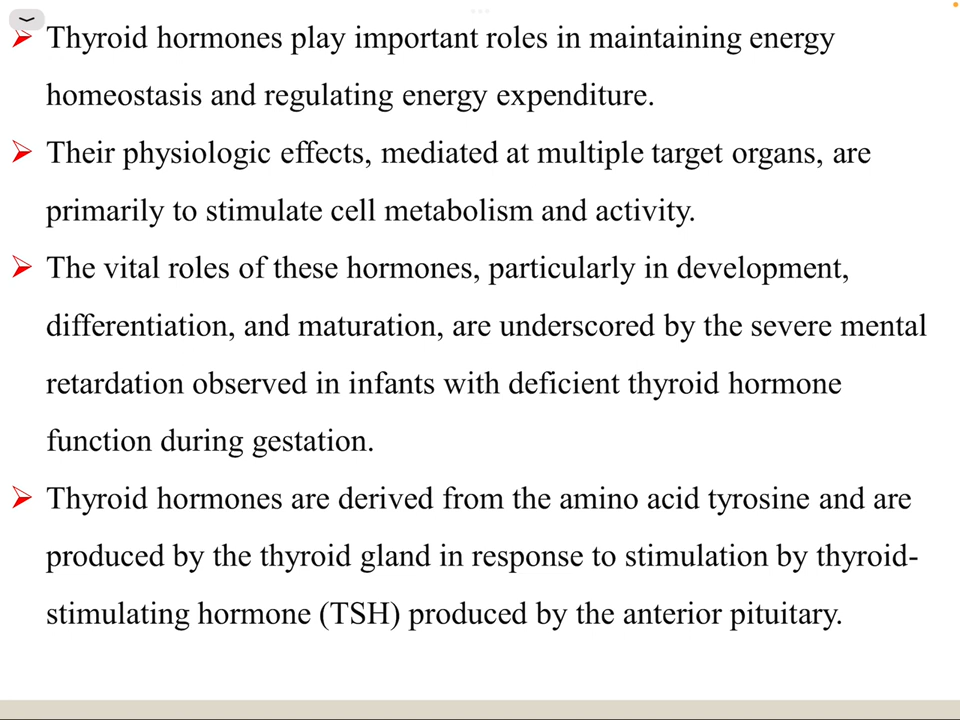 Thyroid hormones play important roles in maintaining energy
homeostasis and regulating energy expenditure.
Their physiologic effects, mediated at multiple target organs, are
primarily to stimulate cell metabolism and activity.
The vital roles of these hormones, particularly in development,
differentiation, and maturation, are underscored by the severe mental
retardation observed in infants with deficient thyroid hormone
function during gestation.
Thyroid hormones are derived from the amino acid tyrosine and are
produced by the thyroid gland in response to stimulation by thyroid-
stimulating hormone (TSH) produced by the anterior pituitary.